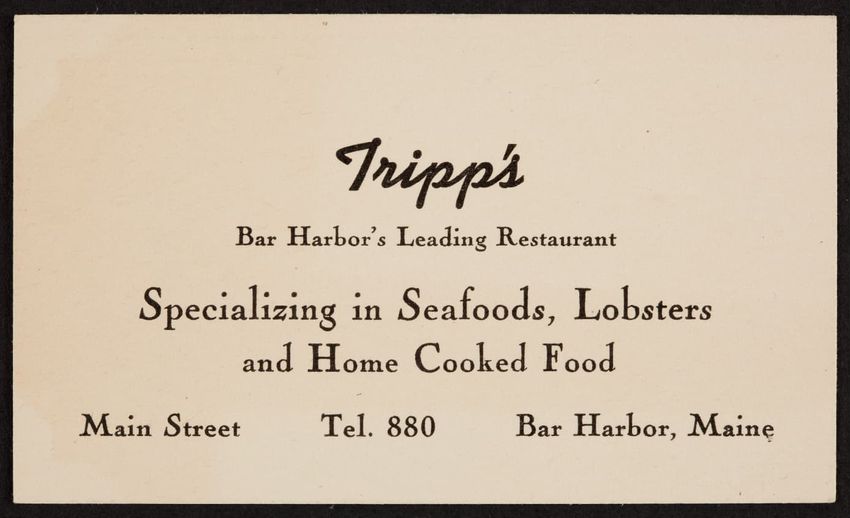 Tripp's
Bar Harbor's Leading Restaurant
Specializing in Seafoods, Lobsters
and Home Cooked Food
Main Street Tel. 880 Bar Harbor, Maine